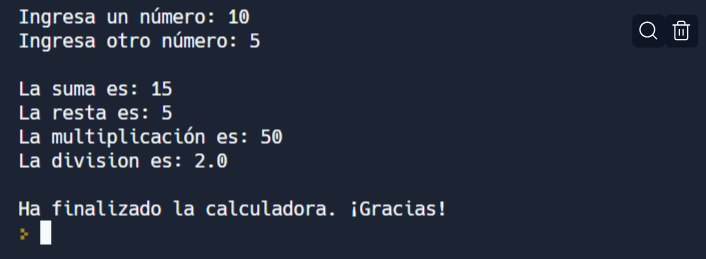 Ingresa un número: 10
Ingresa otro número: 5
La suma es: 15
La resta es: 5
La multiplicación es: 50
La division es: 2.0
Ha finalizado la calculadora. ¡Gracias!
>